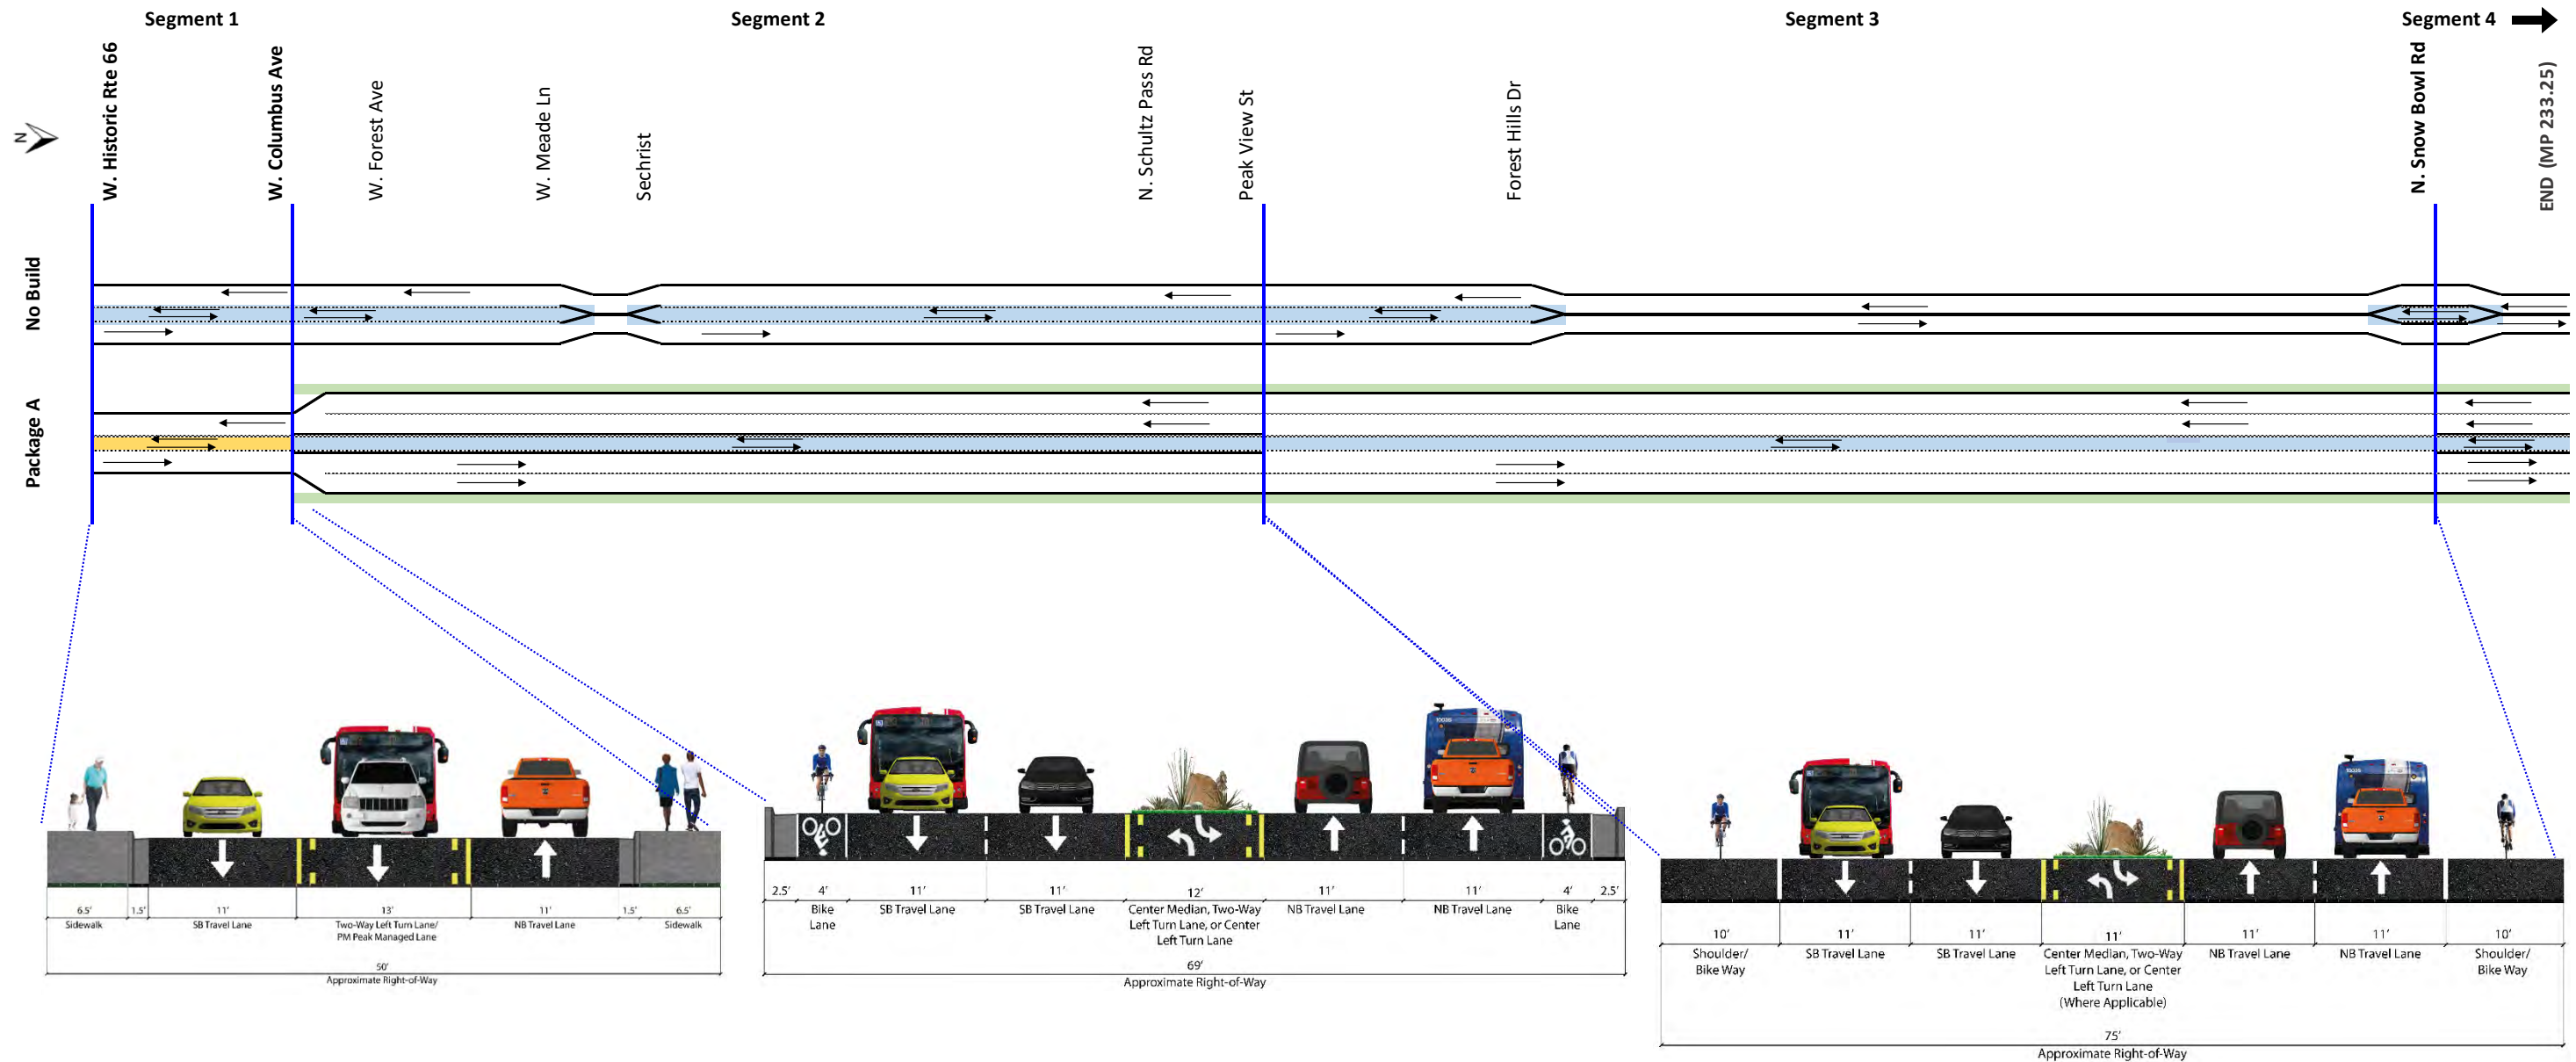 Segment 1
Segment 2
Segment 3
Segment 4
W. Historic Rte 66
W. Columbus Ave
W. Forest Ave
W. Meade Ln
Sechrist
N. Schultz Pass Rd
Peak View St
Forest Hills Dr
N. Snow Bowl Rd
END (MP 233.25)
N
No Build
Package A
6.5'
1.5'
11'
13'
11'
1.5'
6.5'
Sidewalk
SB Travel Lane
Two-Way Left Turn Lane/
PM Peak Managed Lane
NB Travel Lane
Sidewalk
50'
Approximate Right-of-Way
2.5'
4'
11'
11'
12'
11'
11'
4'
2.5'
Bike
Lane
SB Travel Lane
SB Travel Lane
Center Median, Two-Way
Left Turn Lane, or Center
Left Turn Lane
NB Travel Lane
NB Travel Lane
Bike
Lane
69'
Approximate Right-of-Way
10'
11'
11'
11'
11'
11'
10'
Shoulder/
Bike Way
SB Travel Lane
SB Travel Lane
Center Median, Two-Way
Left Turn Lane, or Center
Left Turn Lane
(Where Applicable)
NB Travel Lane
NB Travel Lane
Shoulder/
Bike Way
75'
Approximate Right-of-Way